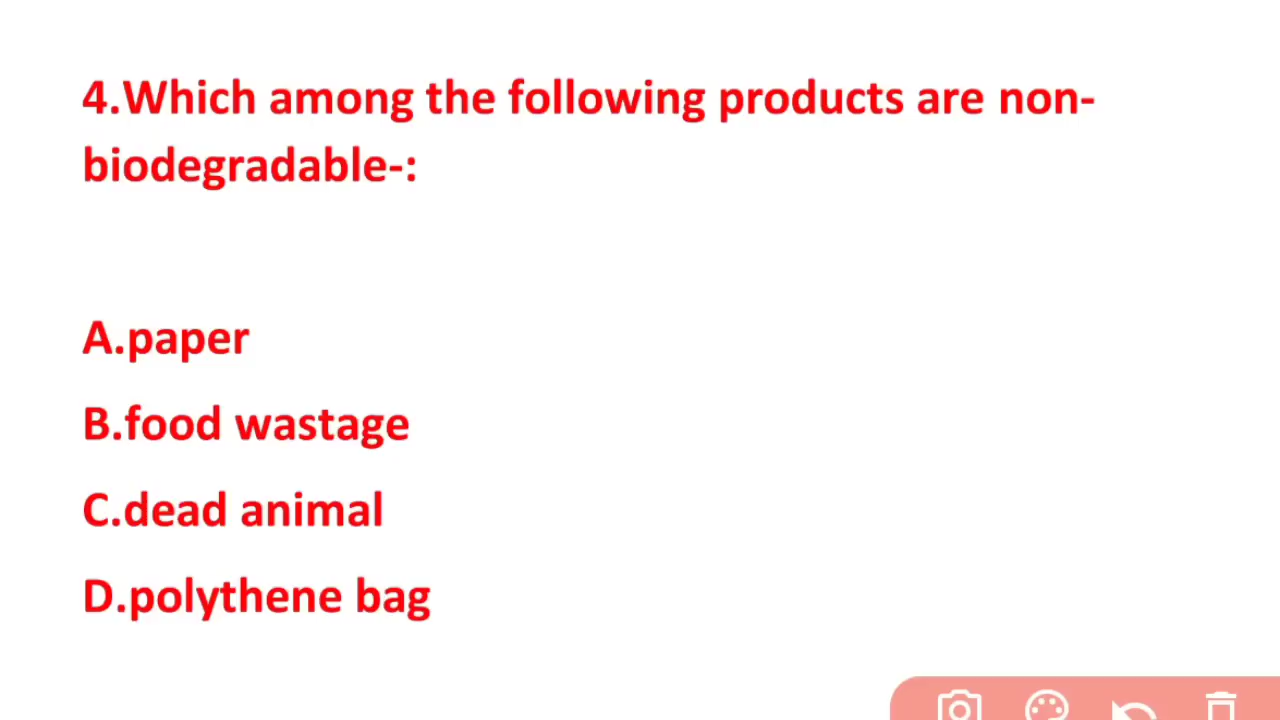 4.Which among the following products are non-
biodegradable-:
A.paper
B.food wastage
C.dead animal
D.polythene bag